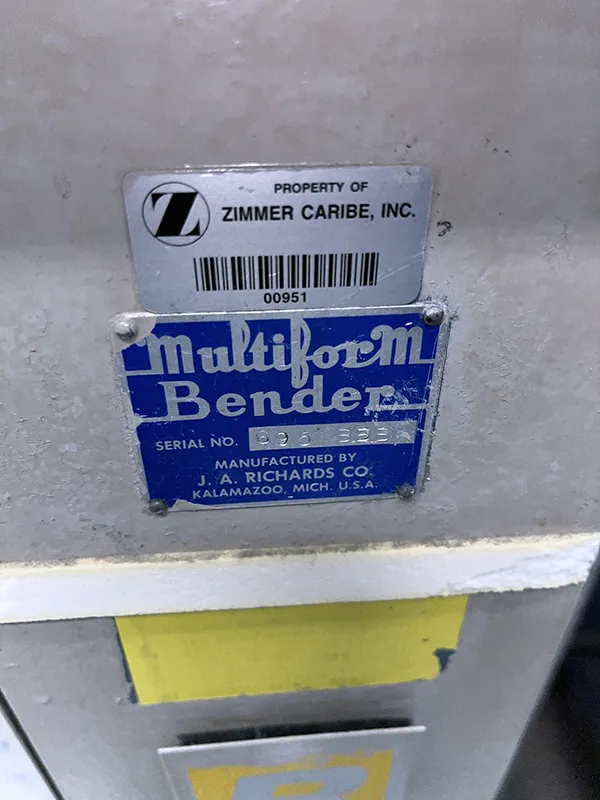 Z
PROPERTY OF
ZIMMER CARIBE, INC.
00951
Multiform
Bender
SERIAL NO.
MANUFACTURED BY
J. A. RICHARDS CO.
KALAMAZOO, MICH. U.S.A.